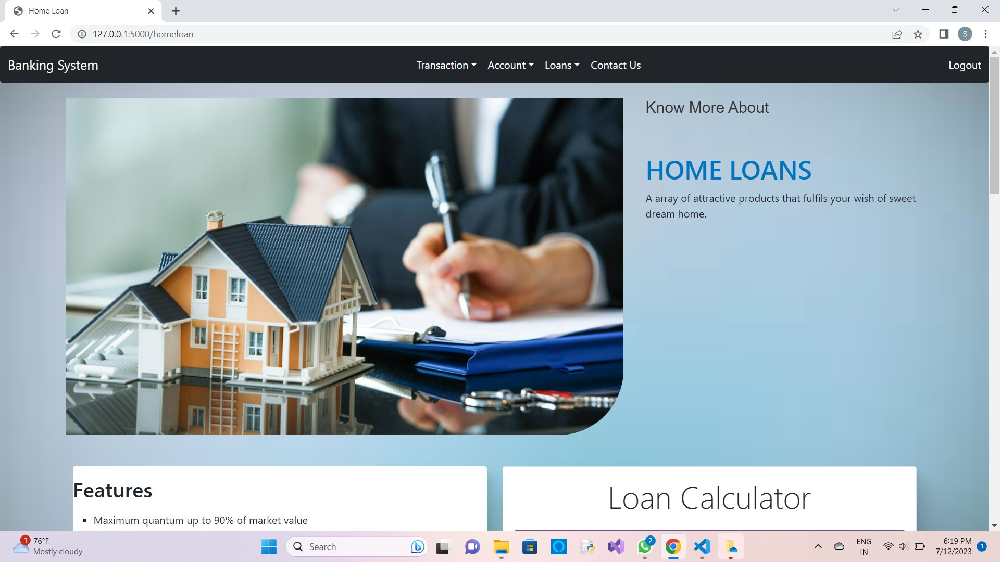 Home Loan
127.0.0.1:5000/homeloan
S
Banking System
Transaction Account Loans Contact Us
Logout
Know More About
HOME LOANS
A array of attractive products that fulfils your wish of sweet
dream home.
Features
• Maximum quantum up to 90% of market value
Loan Calculator
1
76°F
Mostly cloudy
Search
2
ENG
IN
6:19 PM
7/12/2023
1